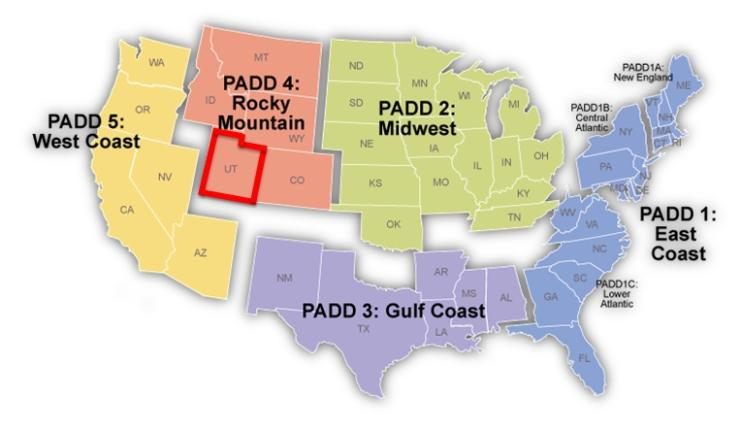 PADD 5:
West Coast
WA
OR
NV
CA
AZ
PADD 4:
Rocky
Mountain
MT
ID
WY
UT
CO
PADD 2:
Midwest
ND
SD
NE
KS
OK
MN
IA
MO
WI
IL
MI
IN
OH
KY
TN
PADD 3: Gulf Coast
NM
TX
AR
LA
MS
AL
PADD 1:
East
Coast
PADD1A:
New England
ME
VT
NH
MA
CT
RI
PADD1B:
Central
Atlantic
NY
PA
NJ
MD
DE
PADD1C:
Lower
Atlantic
WV
VA
NC
SC
GA
FL